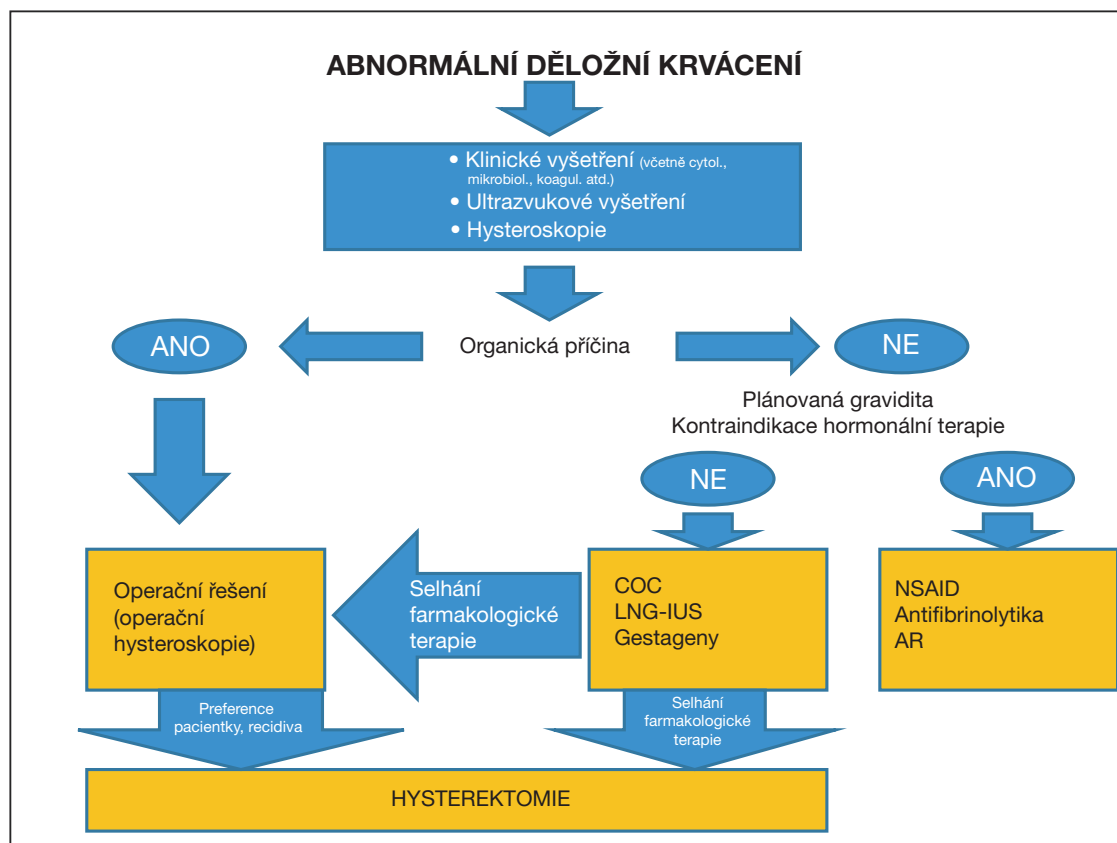 ABNORMÁLNÍ DĚLOŽNÍ KRVÁCENÍ
• Klinické vyšetření (včetně cytol.,
mikrobiol., koagul. atd.)
• Ultrazvukové vyšetření
• Hysteroskopie
ANO
Organická příčina
NE
Plánovaná gravidita
Kontraindikace hormonální terapie
NE
ANO
Operační řešení
(operační
hysteroskopie)
Selhání
farmakologické
terapie
COC
LNG-IUS
Gestageny
NSAID
Antifibrinolytika
AR
Preference
pacientky, recidiva
Selhání
farmakologické
terapie
HYSTEREKTOMIE